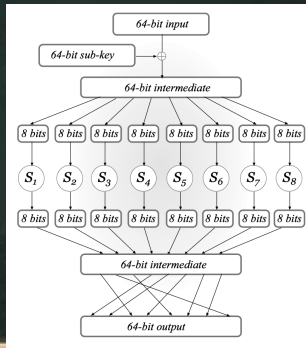 64-bit input
64-bit sub-key
64-bit intermediate
8 bits 8 bits 8 bits 8 bits 8 bits 8 bits 8 bits 8 bits
S1 S2 S3 S4 S5 S6 S7 S8
8 bits 8 bits 8 bits 8 bits 8 bits 8 bits 8 bits 8 bits
64-bit intermediate
64-bit output